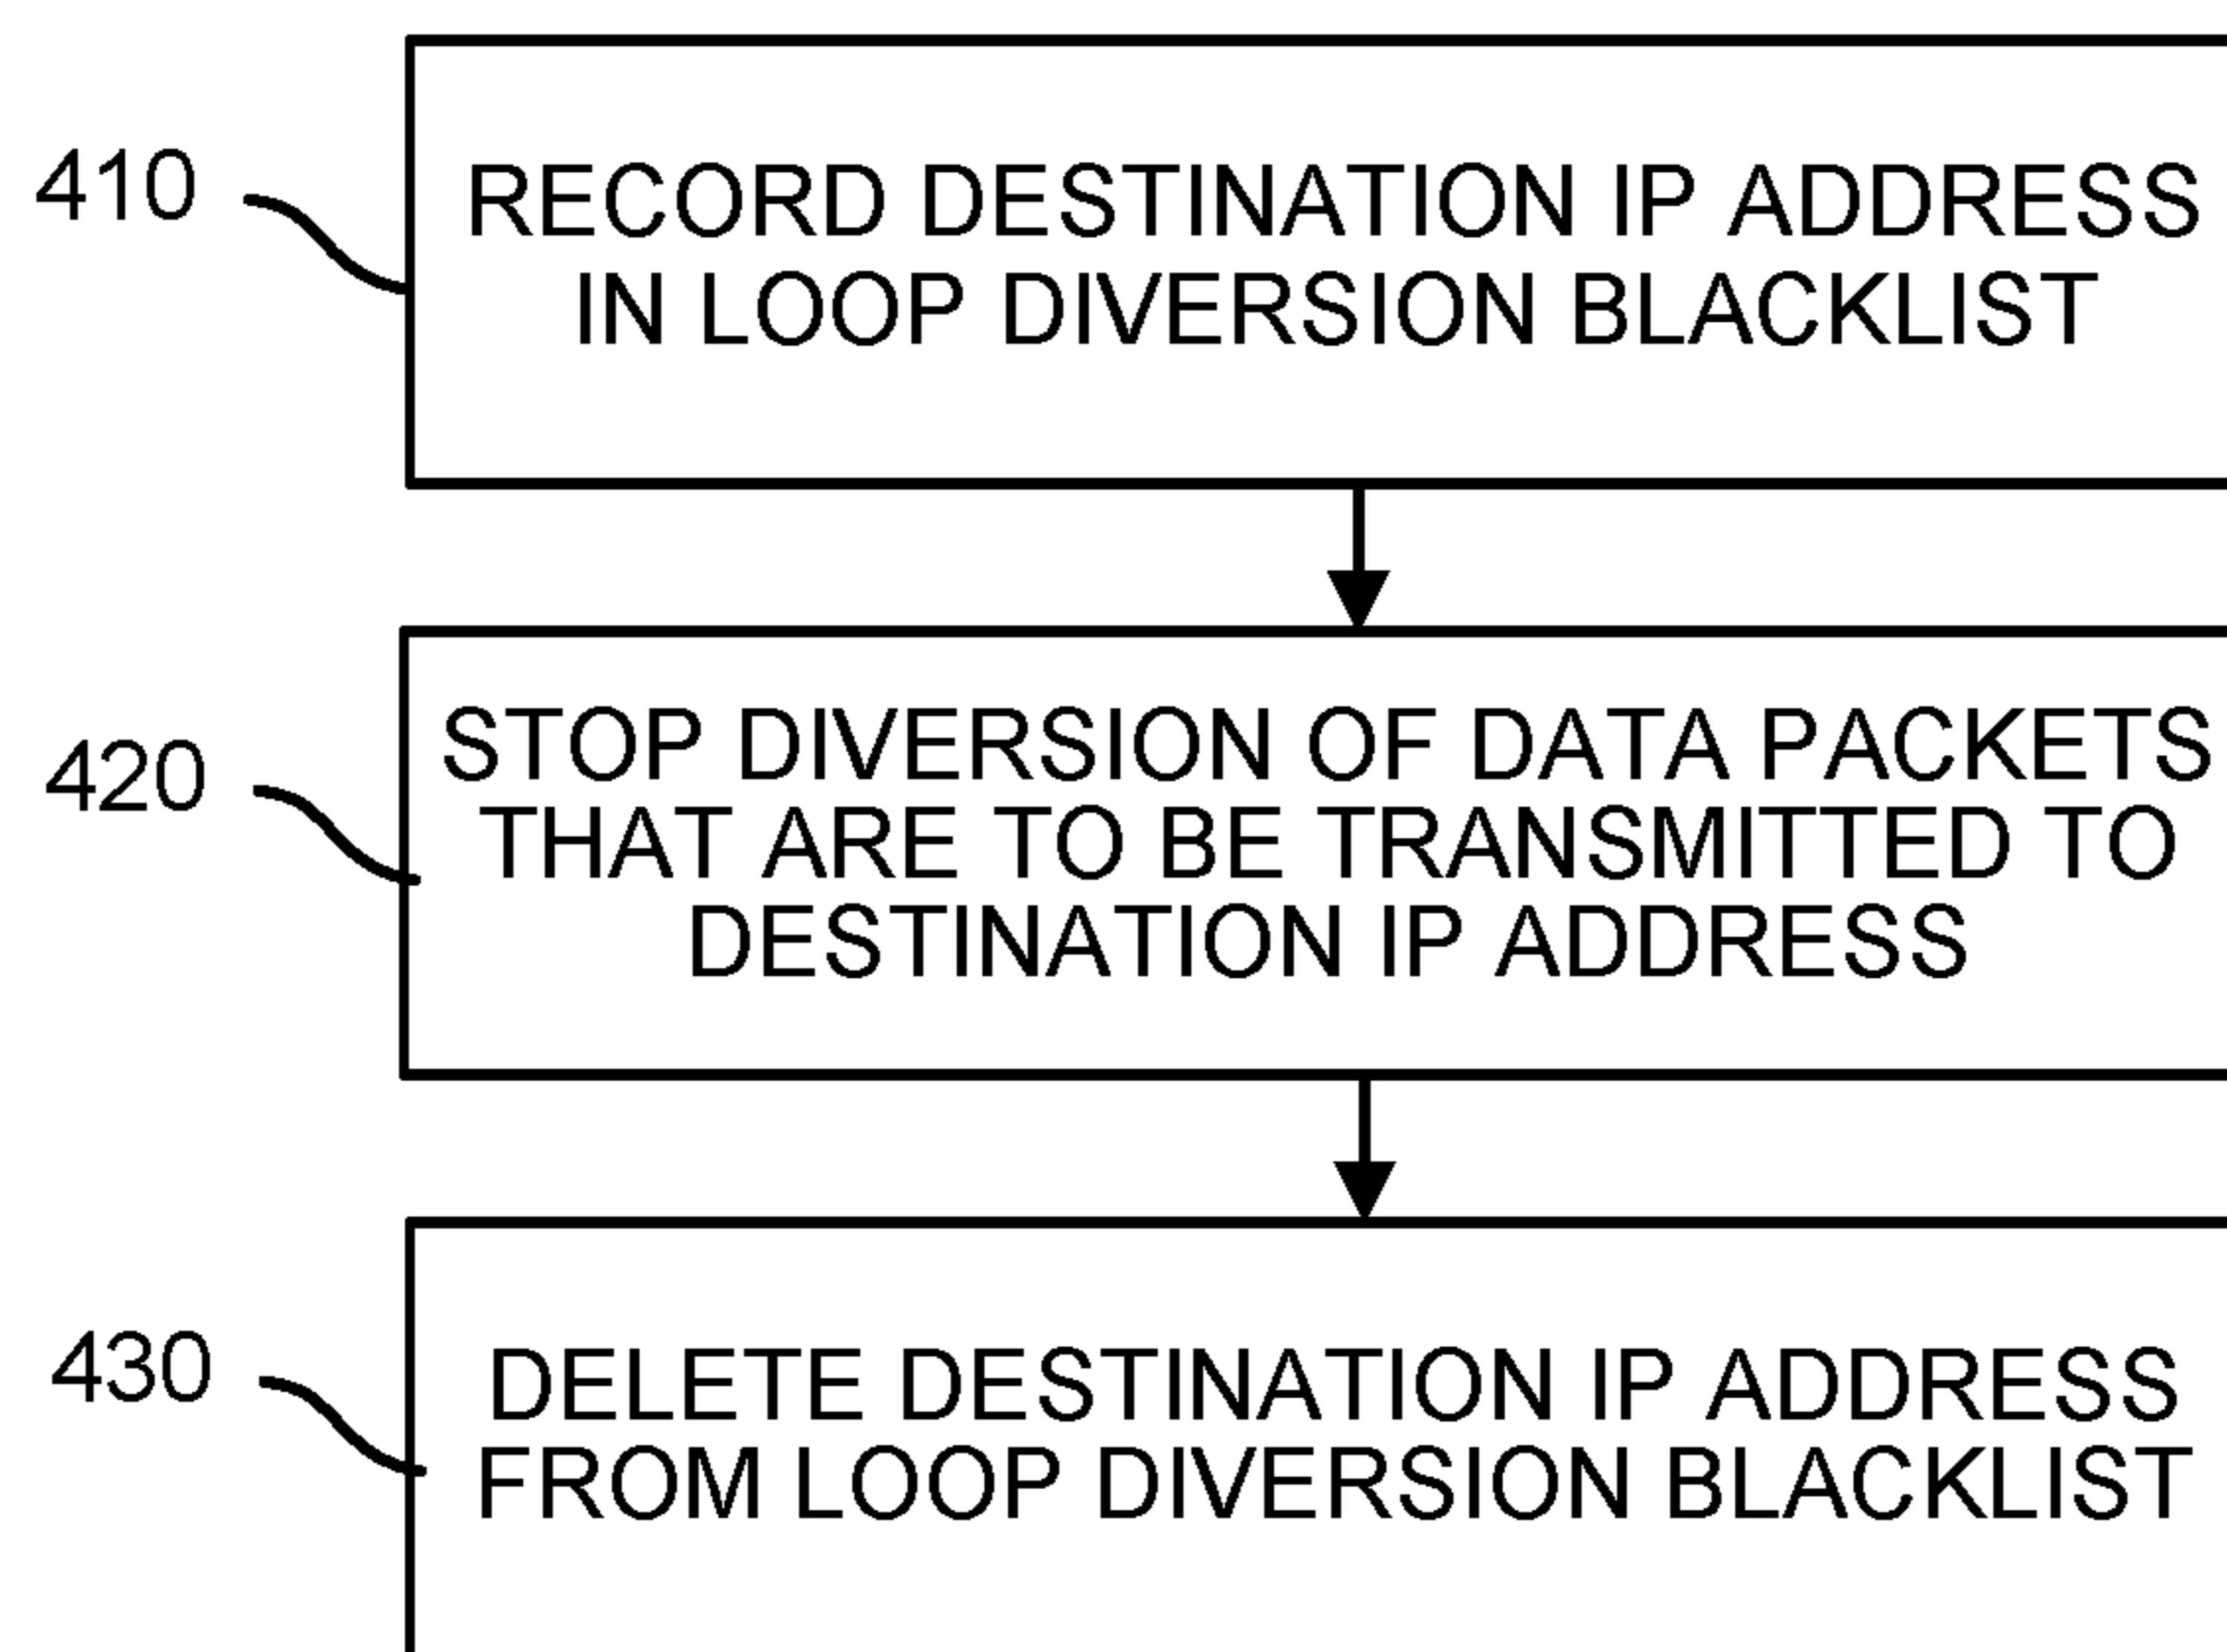 410
RECORD DESTINATION IP ADDRESS
IN LOOP DIVERSION BLACKLIST
420
STOP DIVERSION OF DATA PACKETS
THAT ARE TO BE TRANSMITTED TO
DESTINATION IP ADDRESS
430
DELETE DESTINATION IP ADDRESS
FROM LOOP DIVERSION BLACKLIST